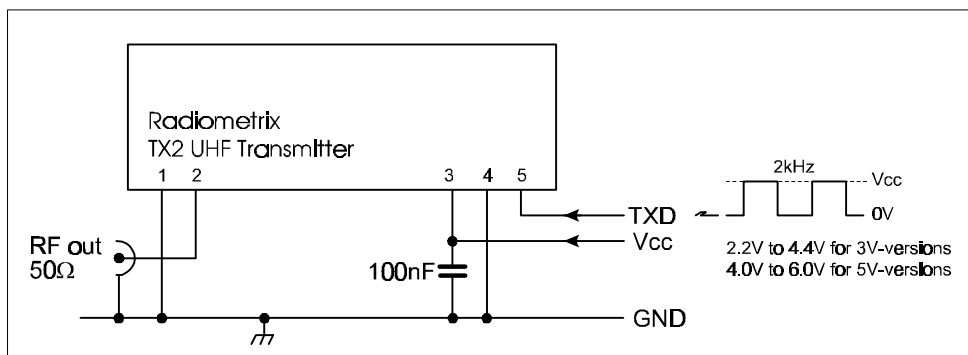 Radiometrix
TX2 UHF Transmitter
1 2 3 4 5
2kHz
Vcc
0V
TXD
Vcc
2.2V to 4.4V for 3V-versions
4.0V to 6.0V for 5V-versions
RF out
50Ω
100nF
GND